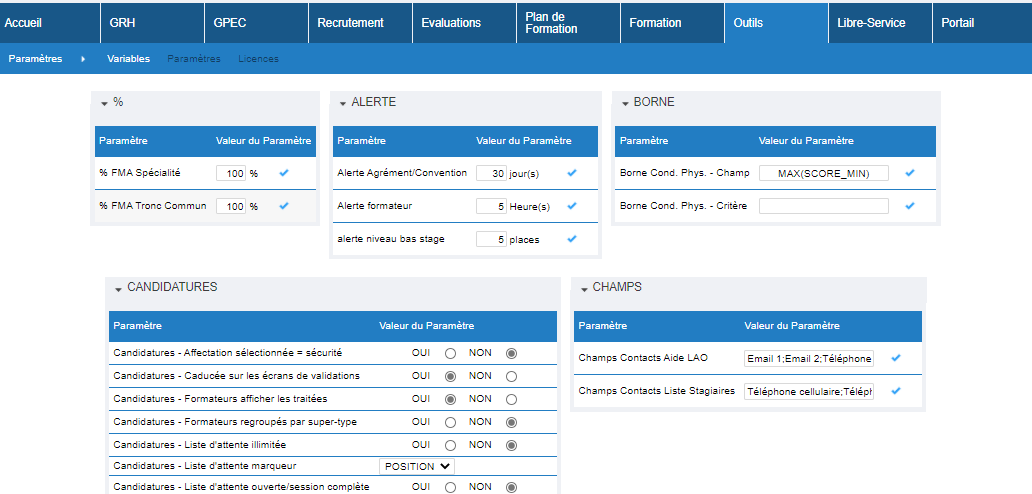 Accueil GRH GPEC Recrutement Evaluations Plan de Formation Formation Outils Libre-Service Portail
Paramètres Variables Paramètres Licences
%
Paramètre Valeur du Paramètre
% FMA Spécialité 100 %
% FMA Tronc Commun 100 %
ALERTE
Paramètre Valeur du Paramètre
Alerte Agrément/Convention 30 jour(s)
Alerte formateur 5 Heure(s)
alerte niveau bas stage 5 places
BORNE
Paramètre Valeur du Paramètre
Borne Cond. Phys. - Champ MAX(SCORE_MIN)
Borne Cond. Phys. - Critère
CANDIDATURES
Paramètre Valeur du Paramètre
Candidatures - Affectation sélectionnée = sécurité OUI NON
Candidatures - Caducée sur les écrans de validations OUI NON
Candidatures - Formateurs afficher les traitées OUI NON
Candidatures - Formateurs regroupés par super-type OUI NON
Candidatures - Liste d'attente illimitée OUI NON
Candidatures - Liste d'attente marqueur POSITION
Candidatures - Liste d'attente ouverte/session complète OUI NON
CHAMPS
Paramètre Valeur du Paramètre
Champs Contacts Aide LAO Email 1;Email 2;Téléphone
Champs Contacts Liste Stagiaires Téléphone cellulaire;Téléph